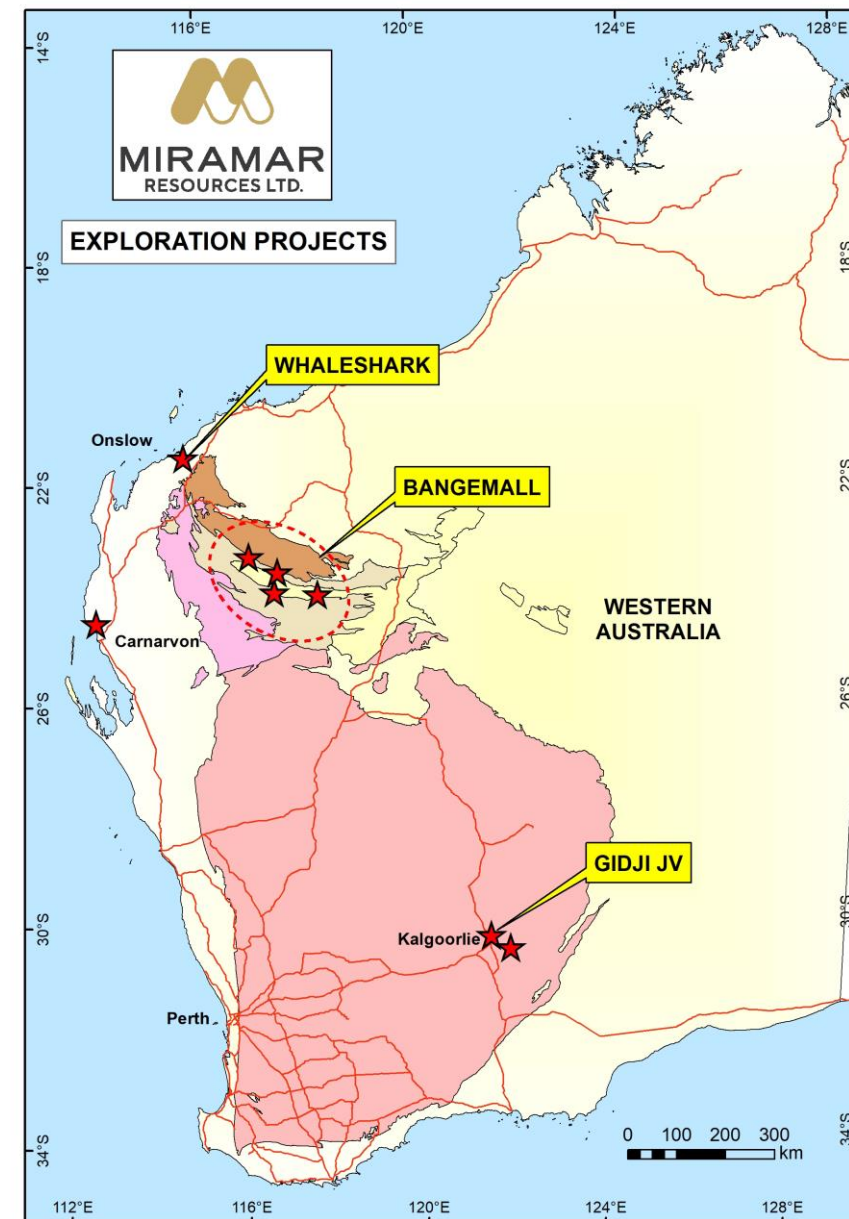 116°E
120°E
124°E
128°E
14°S
14°S
MIRAMAR
RESOURCES LTD.
EXPLORATION PROJECTS
18°S
18°S
WHALESHARK
Onslow
22°S
22°S
BANGEMALL
WESTERN
AUSTRALIA
Carnarvon
26°S
26°S
GIDJI JV
30°S
30°S
Kalgoorlie
Perth
0 100 200 300
km
34°S
34°S
112°E
116°E
120°E
124°E
128°E